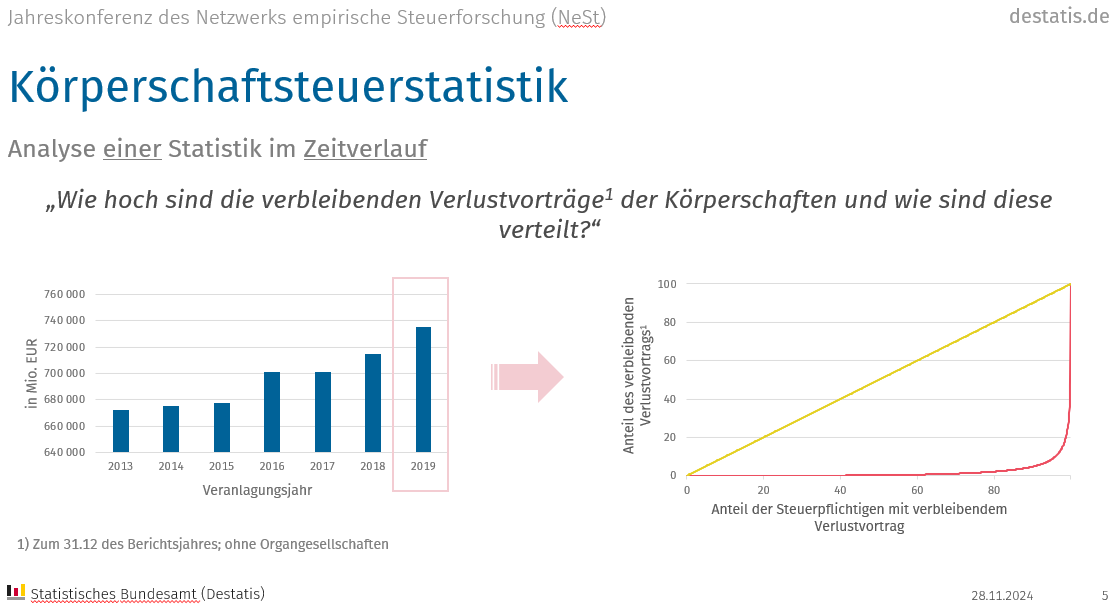 Jahreskonferenz des Netzwerks empirische Steuerforschung (NeSt)
destatis.de
Körperschaftsteuerstatistik
Analyse einer Statistik im Zeitverlauf
„Wie hoch sind die verbleibenden Verlustvorträge¹ der Körperschaften und wie sind diese
verteilt?“
in Mio. EUR
760 000
740 000
720 000
700 000
680 000
660 000
640 000
2013 2014 2015 2016 2017 2018 2019
Veranlagungsjahr
Anteil des verbleibenden
Verlustvortrags¹
100
80
60
40
20
0
0 20 40 60 80
Anteil der Steuerpflichtigen mit verbleibendem
Verlustvortrag
1) Zum 31.12 des Berichtsjahres; ohne Organgesellschaften
Statistisches Bundesamt (Destatis)
28.11.2024
5